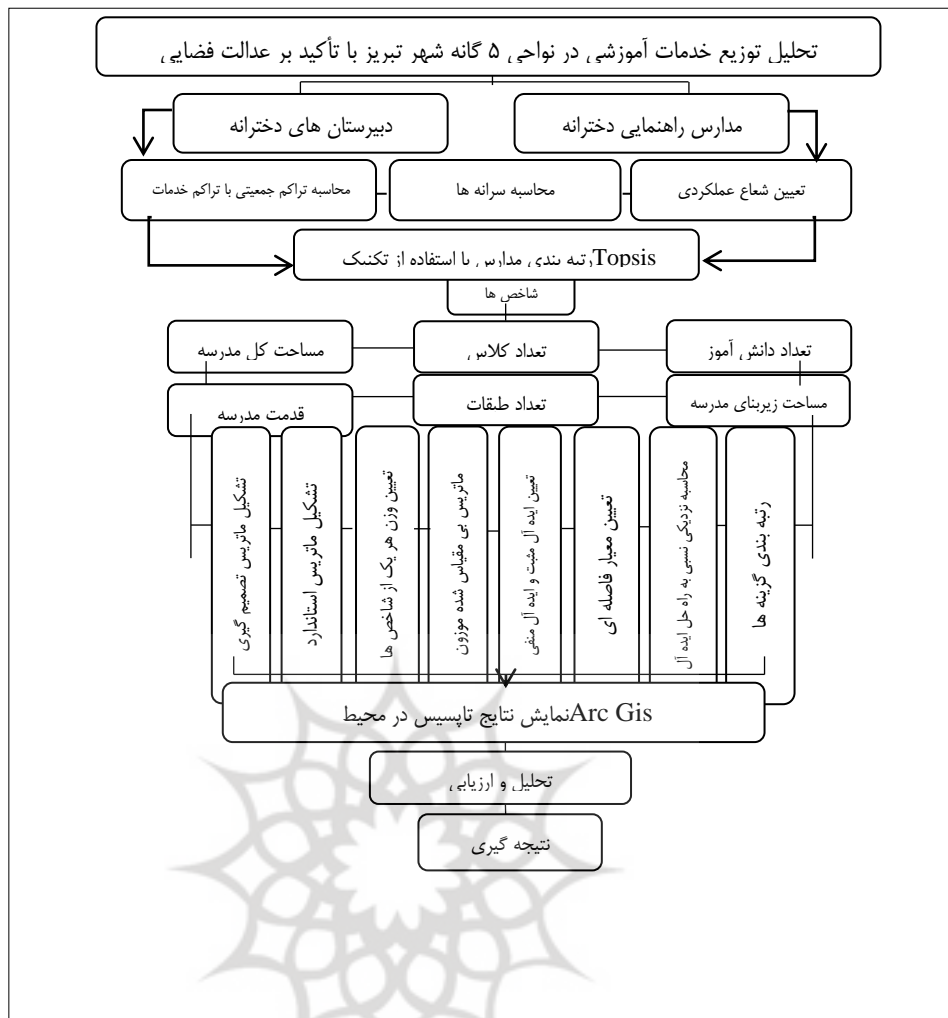 تحلیل توزیع خدمات آموزشی در نواحی ۵ گانه شهر تبریز با تأکید بر عدالت فضایی
مدارس راهنمایی دخترانه
دبیرستان های دخترانه
تعیین شعاع عملکردی
محاسبه سرانه ها
محاسبه تراکم جمعیتی با تراکم خدمات
Topsisرتبه بندی مدارس با استفاده از تکنیک
شاخص ها
تعداد دانش آموز
تعداد کلاس
مساحت کل مدرسه
مساحت زیربنای مدرسه
تعداد طبقات
قدمت مدرسه
رتبه بندی گزینه ها
محاسبه نزدیکی نسبی به راه حل ایده آل
تعیین معیار فاصله ای
تعیین ایده آل مثبت و ایده آل منفی
ماتریس بی مقیاس شده موزون
تعیین وزن هر یک از شاخص ها
تشکیل ماتریس استاندارد
تشکیل ماتریس تصمیم گیری
Arc Gisنمایش نتایج تاپسیس در محیط
تحلیل و ارزیابی
نتیجه گیری